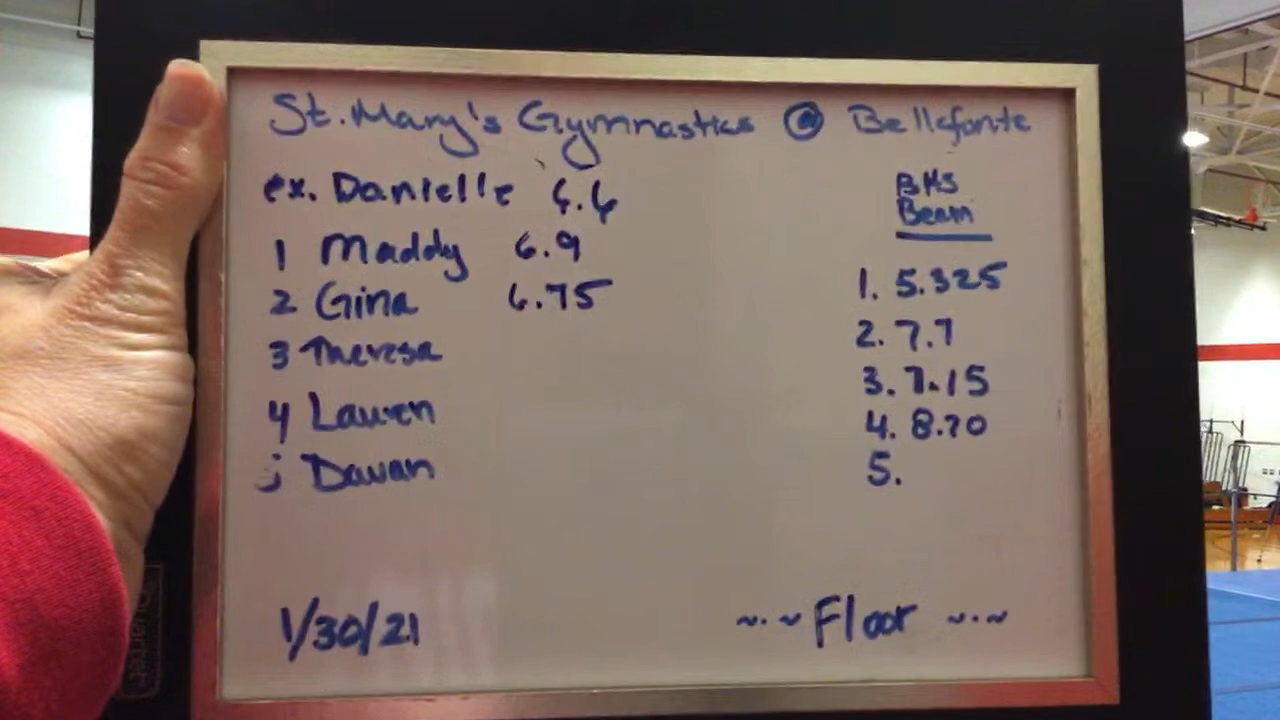 St. Mary's Gymnastics @ Bellefonte
ex. Danielle 6.6
1 Maddy 6.9
2 Gina 6.75
3 Theresa
4 Lauren
Davan
BHS
Beam
1. 5.325
2. 7.7
3. 7.15
4. 8.70
5.
1/30/21
~·~ Floor ~·~
Quartet